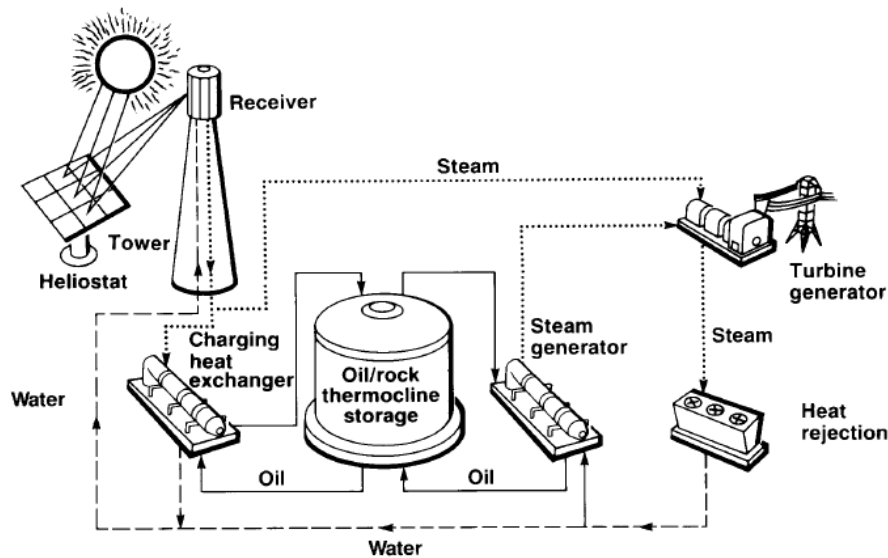 Receiver
Steam
Tower
Heliostat
Turbine
generator
Charging
heat
exchanger
Oil/rock
thermocline
storage
Steam
generator
Steam
Water
Heat
rejection
Oil
Oil
Water